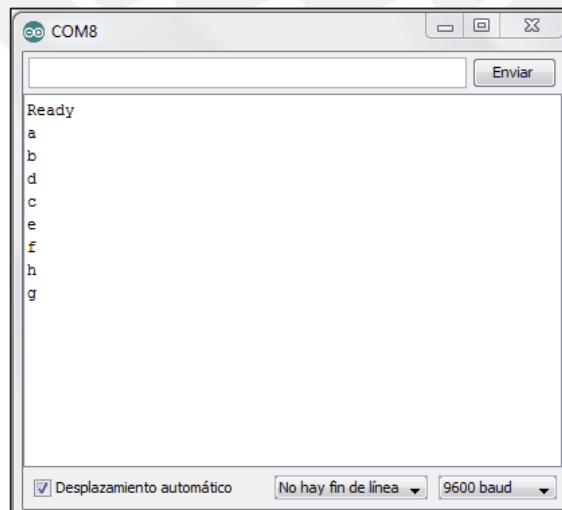 COM8
Enviar
Ready
a
b
d
c
e
f
h
g
Desplazamiento automático No hay fin de línea 9600 baud